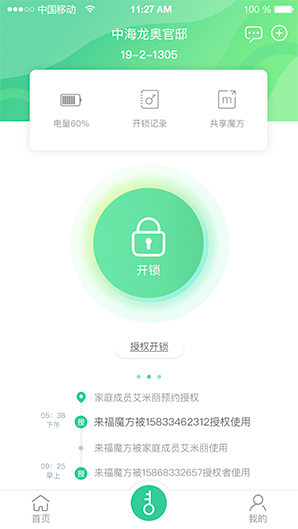 中国移动 11:27 AM 100%
中海龙奥官邸
19-2-1305
电量60% 开锁记录 共享魔方
m
开锁
授权开锁
家庭成员艾米丽预约授权
05:38 下午 授 来福魔方被15833462312授权使用
来福魔方被家庭成员艾米丽使用
09:25 早上 授 来福魔方被15868332657授权者使用
首页 我的